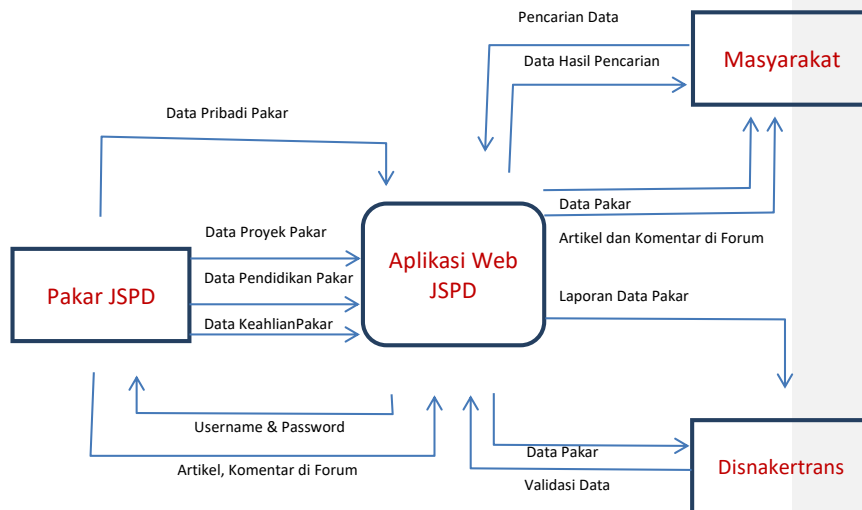 Pencarian Data
Masyarakat
Data Hasil Pencarian
Data Pribadi Pakar
Data Pakar
Data Proyek Pakar
Artikel dan Komentar di Forum
Aplikasi Web
JSPD
Pakar JSPD
Data Pendidikan Pakar
Laporan Data Pakar
Data KeahlianPakar
Username & Password
Data Pakar
Disnakertrans
Artikel, Komentar di Forum
Validasi Data